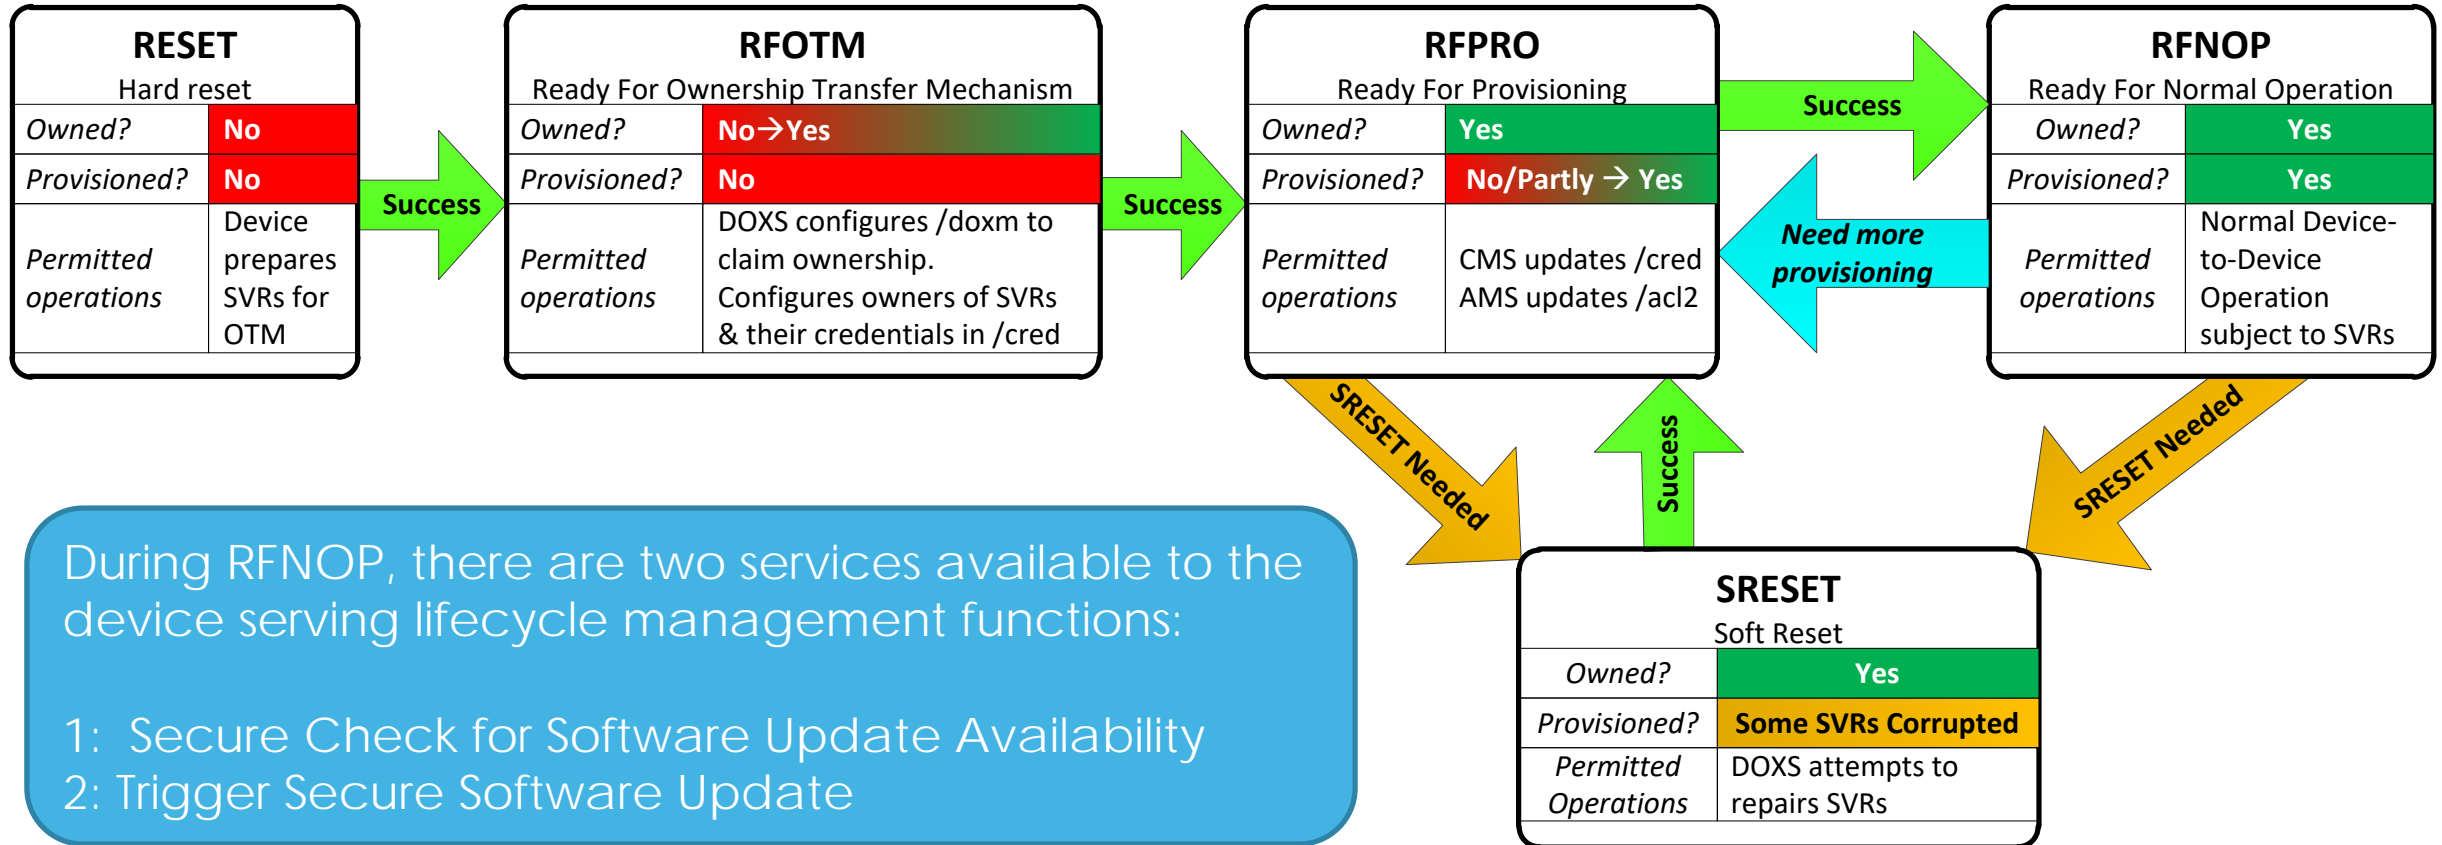 RESET
Hard reset
Owned?
No
Provisioned?
No
Permitted
operations
Device
prepares
SVRs for
OTM
Success
RFOTM
Ready For Ownership Transfer Mechanism
Owned?
No→Yes
Provisioned?
No
Permitted
operations
DOXS configures /doxm to
claim ownership.
Configures owners of SVRs
& their credentials in /cred
Success
RFPRO
Ready For Provisioning
Owned?
Yes
Provisioned?
No/Partly → Yes
Permitted
operations
CMS updates /cred
AMS updates /acl2
Success
Need more
provisioning
RFNOP
Ready For Normal Operation
Owned?
Yes
Provisioned?
Yes
Permitted
operations
Normal Device-
to-Device
Operation
subject to SVRs
SRESET Needed
Success
SRESET Needed
SRESET
Soft Reset
Owned?
Yes
Provisioned?
Some SVRs Corrupted
Permitted
Operations
DOXS attempts to
repairs SVRs
During RFNOP, there are two services available to the
device serving lifecycle management functions:
1: Secure Check for Software Update Availability
2: Trigger Secure Software Update